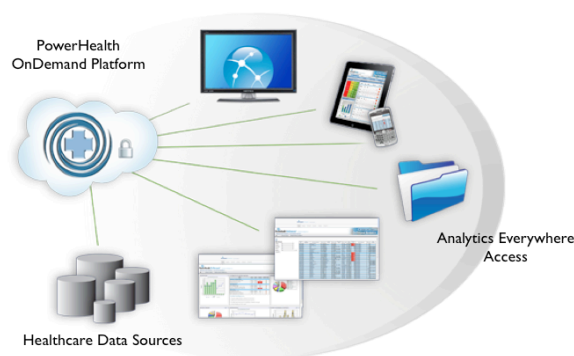 PowerHealth
OnDemand Platform
Analytics Everywhere
Access
Healthcare Data Sources